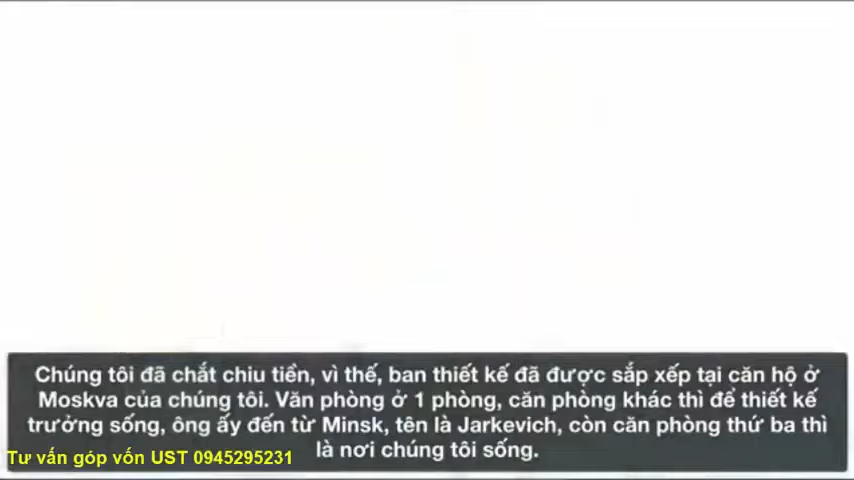 Chúng tôi đã chắt chiu tiền, vì thế, ban thiết kế đã được sắp xếp tại căn hộ ở
Moskva của chúng tôi. Văn phòng ở 1 phòng, căn phòng khác thì để thiết kế
trưởng sống, ông ấy đến từ Minsk, tên là Jarkevich, còn căn phòng thứ ba thì
là nơi chúng tôi sống.
Tư vấn góp vốn UST 0945295231